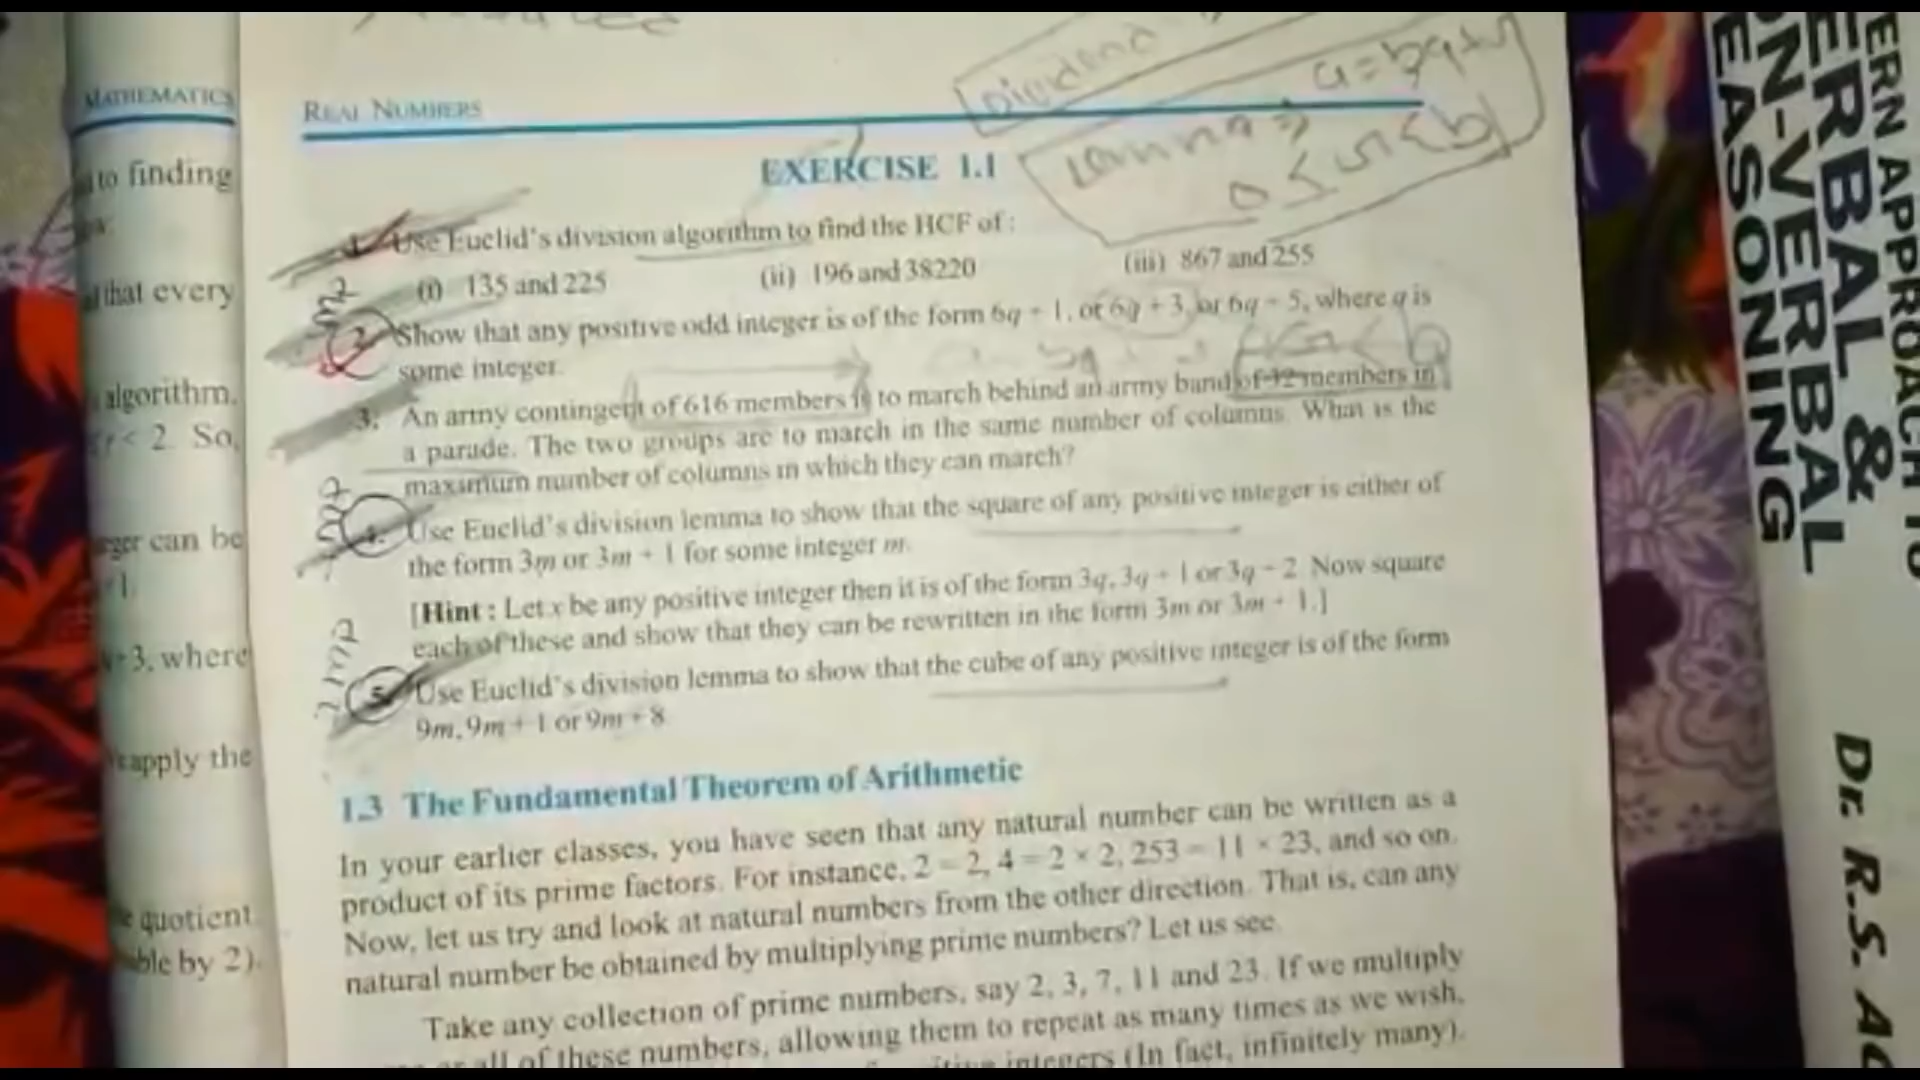 MATHEMATICS
to finding
that every
algorithm,
r < 2. So,
can be
+ 3, where
apply the
quotient
ble by 2).
REAL NUMBERS
Dividend
Lemma ⇒ a = bq + r
0 ≤ r < b
EXERCISE 1.1
1. Use Euclid's division algorithm to find the HCF of :
(i) 135 and 225 (ii) 196 and 38220 (iii) 867 and 255
2. Show that any positive odd integer is of the form 6q + 1, or 6q + 3, or 6q + 5, where q is
some integer.
3. An army contingent of 616 members is to march behind an army band of 32 members in
a parade. The two groups are to march in the same number of columns. What is the
maximum number of columns in which they can march?
4. Use Euclid's division lemma to show that the square of any positive integer is either of
the form 3m or 3m + 1 for some integer m.
[Hint : Let x be any positive integer then it is of the form 3q, 3q + 1 or 3q + 2. Now square
each of these and show that they can be rewritten in the form 3m or 3m + 1.]
5. Use Euclid's division lemma to show that the cube of any positive integer is of the form
9m, 9m + 1 or 9m + 8.
1.3 The Fundamental Theorem of Arithmetic
In your earlier classes, you have seen that any natural number can be written as a
product of its prime factors. For instance, 2 = 2, 4 = 2 × 2, 253 = 11 × 23, and so on.
Now, let us try and look at natural numbers from the other direction. That is, can any
natural number be obtained by multiplying prime numbers? Let us see.
Take any collection of prime numbers, say 2, 3, 7, 11 and 23. If we multiply
or all of these numbers, allowing them to repeat as many times as we wish,
integers (In fact, infinitely many).
ERN APPROACH TO
ERBAL &
ON-VERBAL
EASONING
Dr. R.S. Ag